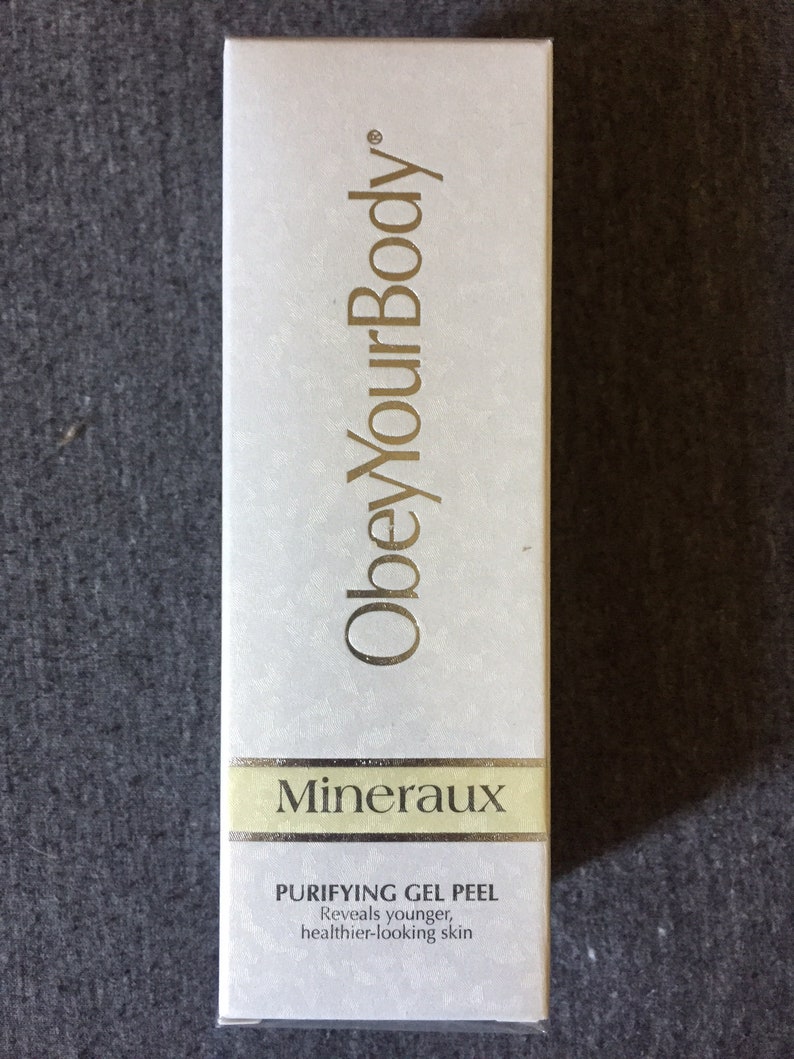 ObeyYourBody®
Mineraux
PURIFYING GEL PEEL
Reveals younger,
healthier-looking skin